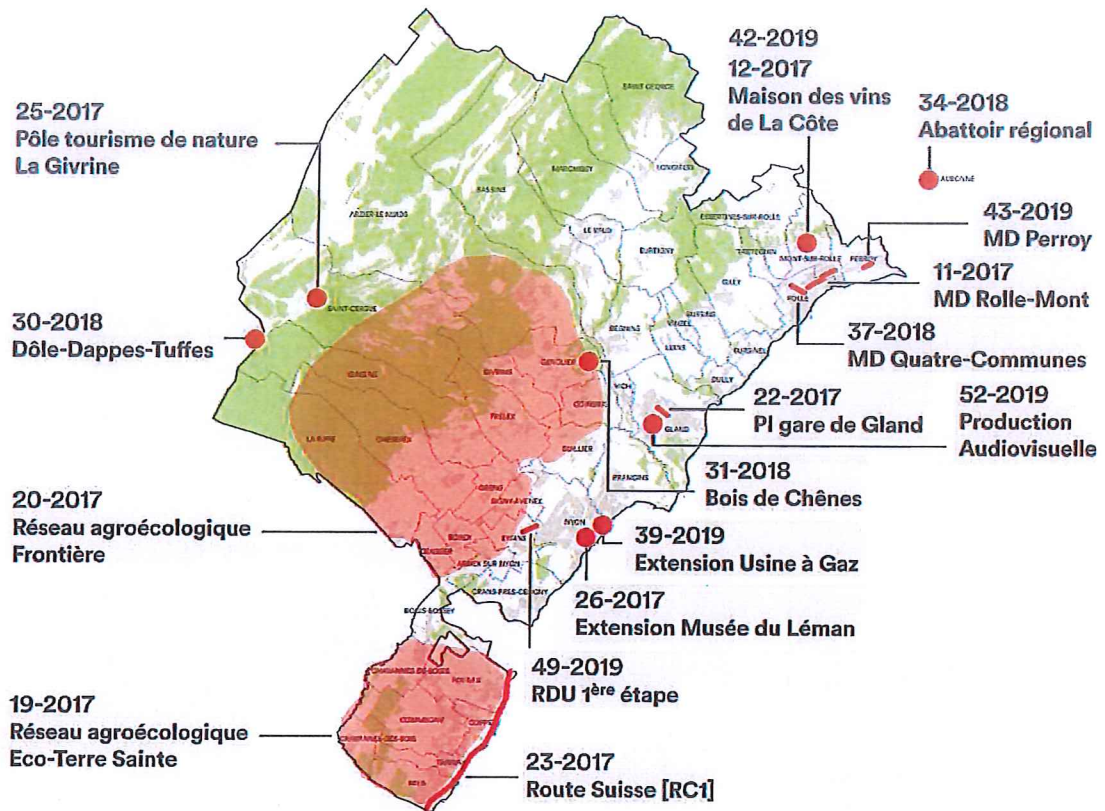 42-2019
12-2017
Maison des vins
de La Côte
34-2018
Abattoir régional
AUBONNE
25-2017
Pôle tourisme de nature
La Givrine
43-2019
MD Perroy
11-2017
MD Rolle-Mont
37-2018
MD Quatre-Communes
30-2018
Dôle-Dappes-Tuffes
22-2017
PI gare de Gland
52-2019
Production
Audiovisuelle
31-2018
Bois de Chênes
20-2017
Réseau agroécologique
Frontière
39-2019
Extension Usine à Gaz
26-2017
Extension Musée du Léman
49-2019
RDU 1ère étape
19-2017
Réseau agroécologique
Eco-Terre Sainte
23-2017
Route Suisse [RC1]
SAINT-GEORGE
LONGIROD
MARCHISSY
BASSINS
ARZIER-LE MUIDS
LE VAUD
BURTIGNY
ESSERTINES-SUR-ROLLE
MONT-SUR-ROLLE
PERROY
ROLLE
GILLY
BURSINS
VINZEL
LUINS
BURSINEL
DULLY
BEGNINS
SAINT-CERGUE
GENOLIER
GIVRINS
TRÉLEX
COINSINS
VICH
GLAND
GINGINS
LA RIPPE
CHESEREX
DUILLIER
PRANGINS
GRENS
SIGNY-AVENEX
NYON
EYSINS
BOREX
CRASSIER
ARNEX SUR NYON
CRANS-PRES-CELIGNY
BOGIS-BOSSEY
CHAVANNES-DE-BOGIS
FOUNEX
COMMUGNY
COPPET
CHAVANNES-DES-BOIS
TANNAY
MIES